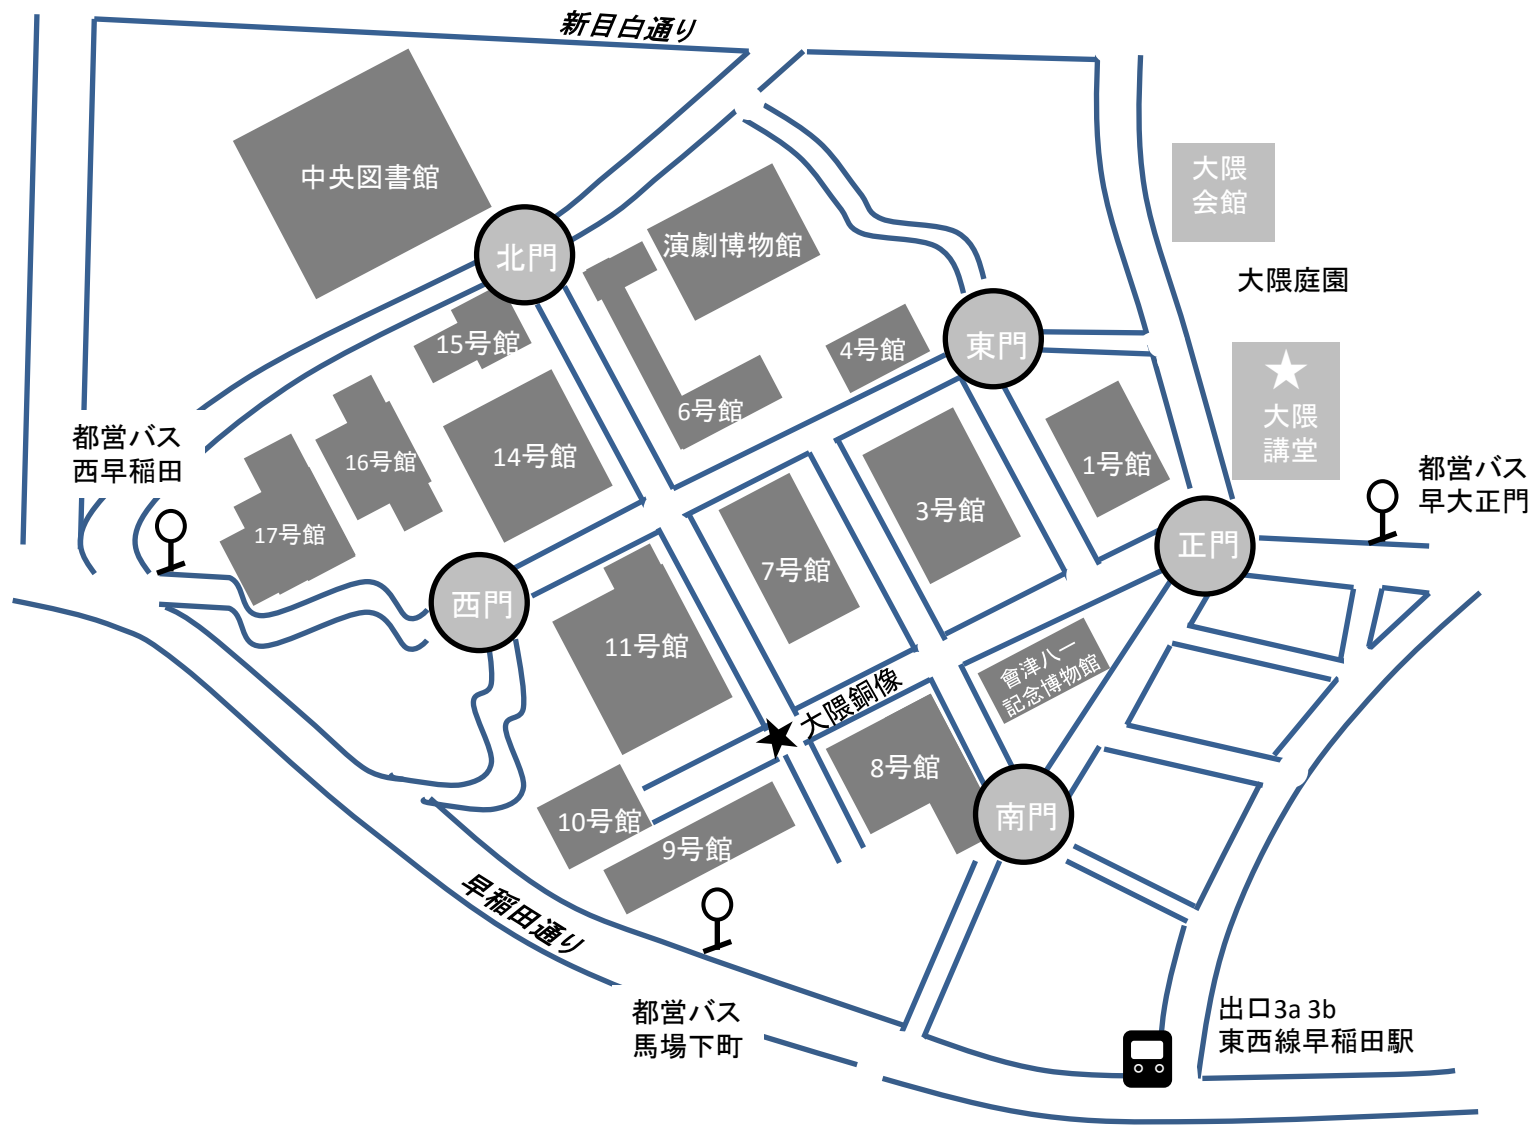 新目白通り
中央図書館
大隈
会館
北門
演劇博物館
大隈庭園
15号館
4号館
東門
6号館
都営バス
西早稲田
16号館
14号館
1号館
大隈
講堂
都営バス
早大正門
17号館
3号館
7号館
正門
西門
11号館
會津八一
記念博物館
大隈銅像
8号館
10号館
9号館
南門
早稲田通り
都営バス
馬場下町
出口3a 3b
東西線早稲田駅